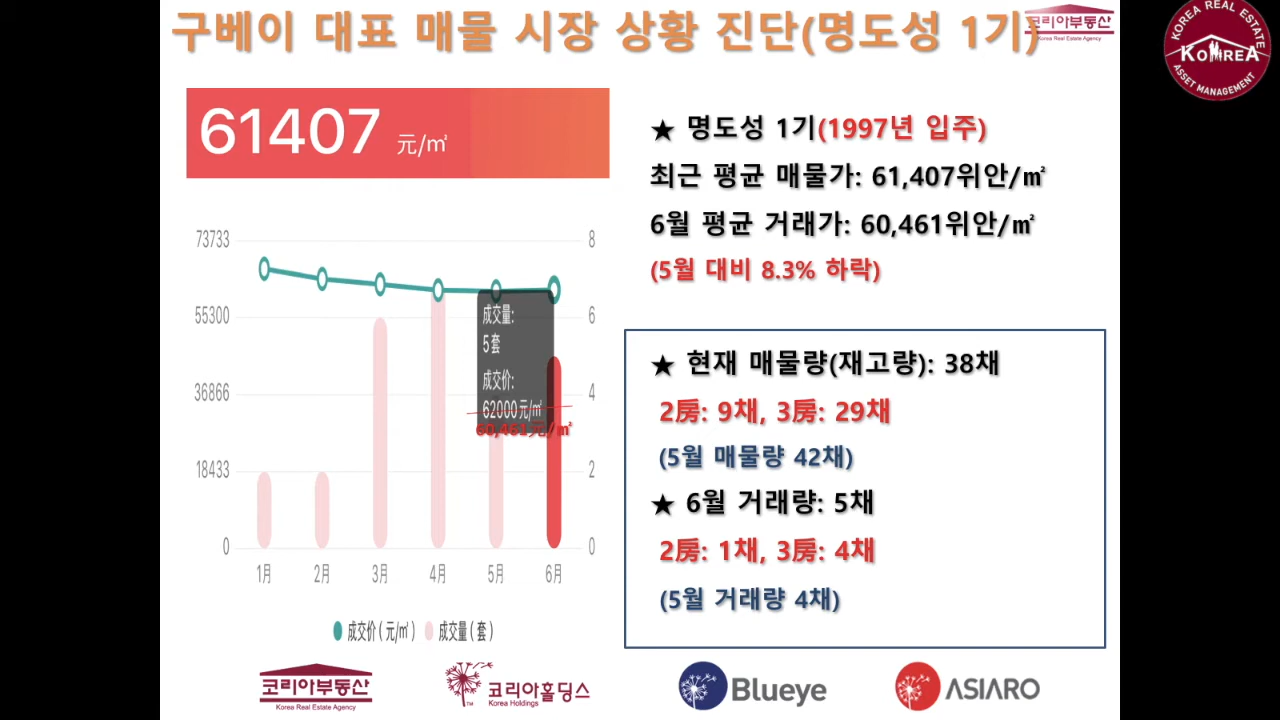 구베이 대표 매물 시장 상황 진단(명도성 1기)
코리아부동산
Korea Real Estate Agency
KOREA REAL ESTATE
KOREA
ASSET MANAGEMENT
61407 元/㎡
73733
55300
36866
18433
0
8
6
4
2
0
成交量:
5套
成交价:
62000元/㎡
60,461元/㎡
1月 2月 3月 4月 5月 6月
成交价(元/㎡) 成交量(套)
★ 명도성 1기(1997년 입주)
최근 평균 매물가: 61,407위안/㎡
6월 평균 거래가: 60,461위안/㎡
(5월 대비 8.3% 하락)
★ 현재 매물량(재고량): 38채
2房: 9채, 3房: 29채
(5월 매물량 42채)
★ 6월 거래량: 5채
2房: 1채, 3房: 4채
(5월 거래량 4채)
코리아부동산
Korea Real Estate Agency
코리아홀딩스
Korea Holdings
TM
Blueye
ASIARO